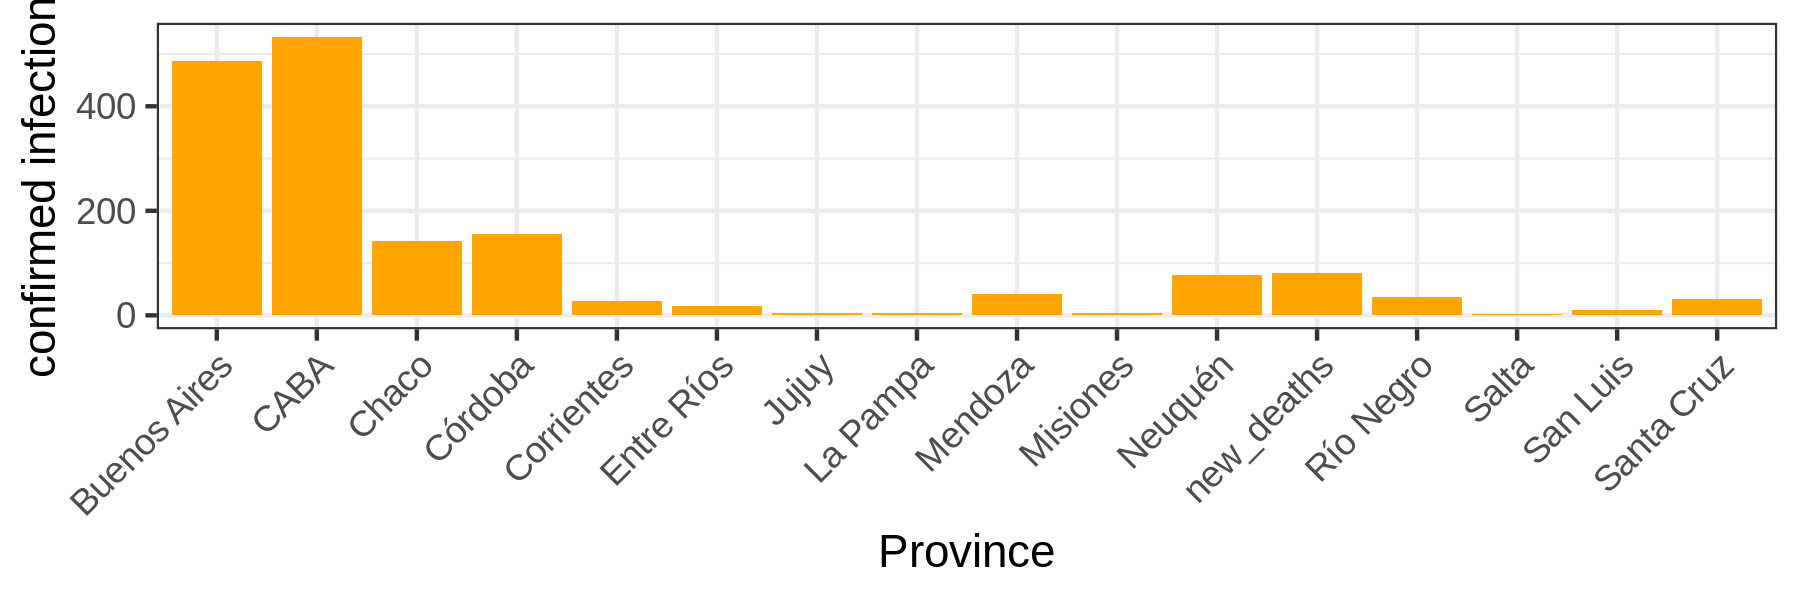 confirmed infection
400
200
0
Buenos Aires
CABA
Chaco
Córdoba
Corrientes
Entre Ríos
Jujuy
La Pampa
Mendoza
Misiones
Neuquén
new_deaths
Río Negro
Salta
San Luis
Santa Cruz
Province